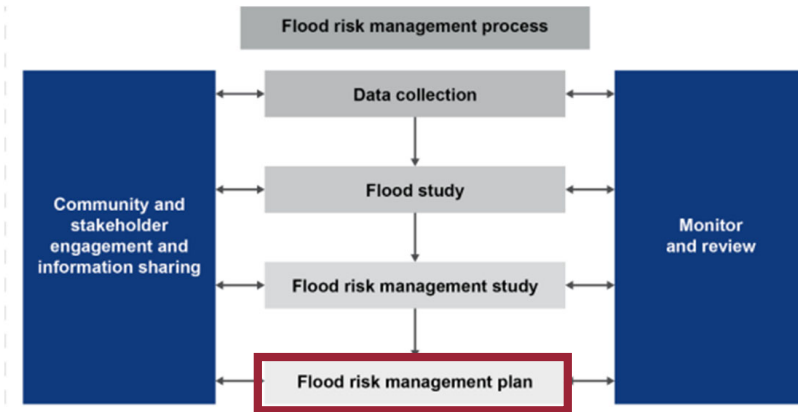 Flood risk management process
Data collection
Flood study
Community and
stakeholder
engagement and
information sharing
Monitor
and review
Flood risk management study
Flood risk management plan